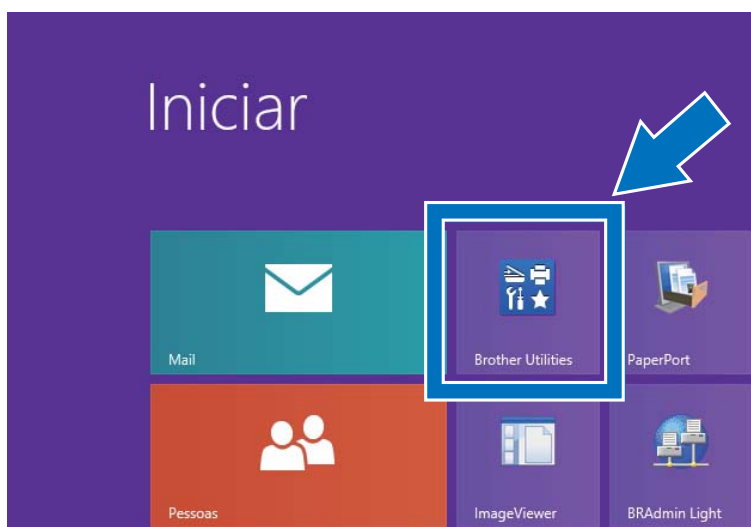 Iniciar
Mail
Brother Utilities
PaperPort
Pessoas
ImageViewer
BRAdmin Light